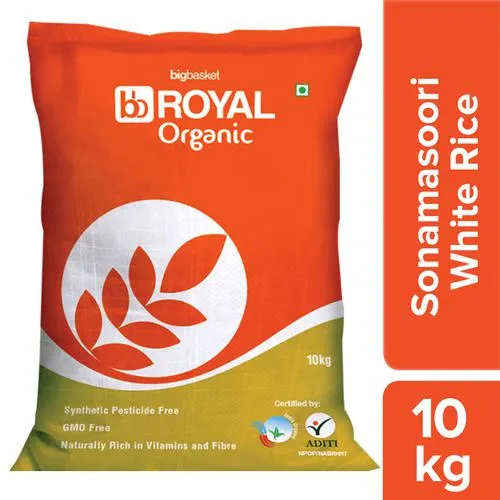 bigbasket
bb ROYAL
Organic
10kg
Synthetic Pesticide Free
GMO Free
Naturally Rich in Vitamins and Fibre
Certified by:
ADITI
Sonamasoori
White Rice
10
kg